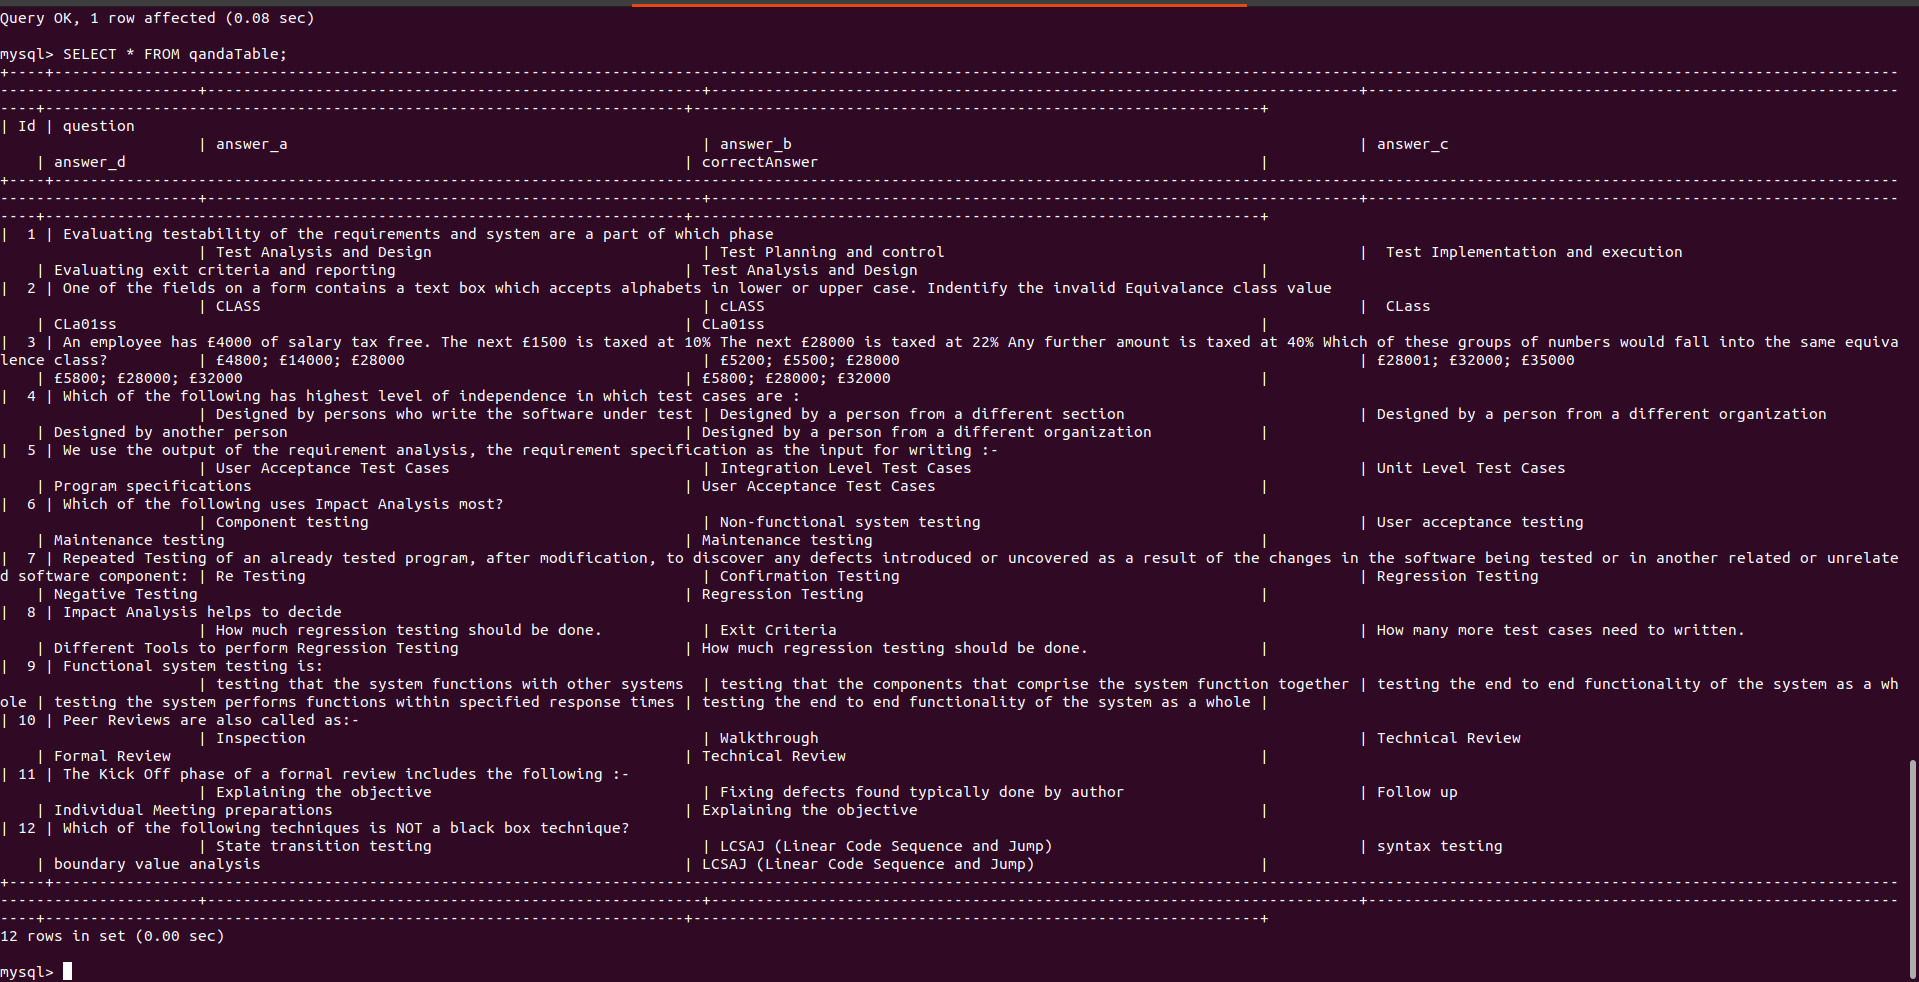 Query OK, 1 row affected (0.08 sec)
mysql> SELECT * FROM qandaTable;
| Id | question
| answer_a | answer_b | answer_c
| answer_d | correctAnswer |
| 1 | Evaluating testability of the requirements and system are a part of which phase
| Test Analysis and Design | Test Planning and control | Test Implementation and execution
| Evaluating exit criteria and reporting | Test Analysis and Design |
| 2 | One of the fields on a form contains a text box which accepts alphabets in lower or upper case. Indentify the invalid Equivalance class value
| CLASS | cLASS | CLass
| CLa01ss | CLa01ss |
| 3 | An employee has £4000 of salary tax free. The next £1500 is taxed at 10% The next £28000 is taxed at 22% Any further amount is taxed at 40% Which of these groups of numbers would fall into the same equiva
lence class? | £4800; £14000; £28000 | £5200; £5500; £28000 | £28001; £32000; £35000
| £5800; £28000; £32000 | £5800; £28000; £32000 |
| 4 | Which of the following has highest level of independence in which test cases are :
| Designed by persons who write the software under test | Designed by a person from a different section | Designed by a person from a different organization
| Designed by another person | Designed by a person from a different organization |
| 5 | We use the output of the requirement analysis, the requirement specification as the input for writing :-
| User Acceptance Test Cases | Integration Level Test Cases | Unit Level Test Cases
| Program specifications | User Acceptance Test Cases |
| 6 | Which of the following uses Impact Analysis most?
| Component testing | Non-functional system testing | User acceptance testing
| Maintenance testing | Maintenance testing |
| 7 | Repeated Testing of an already tested program, after modification, to discover any defects introduced or uncovered as a result of the changes in the software being tested or in another related or unrelate
d software component: | Re Testing | Confirmation Testing | Regression Testing
| Negative Testing | Regression Testing |
| 8 | Impact Analysis helps to decide
| How much regression testing should be done. | Exit Criteria | How many more test cases need to written.
| Different Tools to perform Regression Testing | How much regression testing should be done. |
| 9 | Functional system testing is:
| testing that the system functions with other systems | testing that the components that comprise the system function together | testing the end to end functionality of the system as a wh
ole | testing the system performs functions within specified response times | testing the end to end functionality of the system as a whole |
| 10 | Peer Reviews are also called as:-
| Inspection | Walkthrough | Technical Review
| Formal Review | Technical Review |
| 11 | The Kick Off phase of a formal review includes the following :-
| Explaining the objective | Fixing defects found typically done by author | Follow up
| Individual Meeting preparations | Explaining the objective |
| 12 | Which of the following techniques is NOT a black box technique?
| State transition testing | LCSAJ (Linear Code Sequence and Jump) | syntax testing
| boundary value analysis | LCSAJ (Linear Code Sequence and Jump) |
12 rows in set (0.00 sec)
mysql>